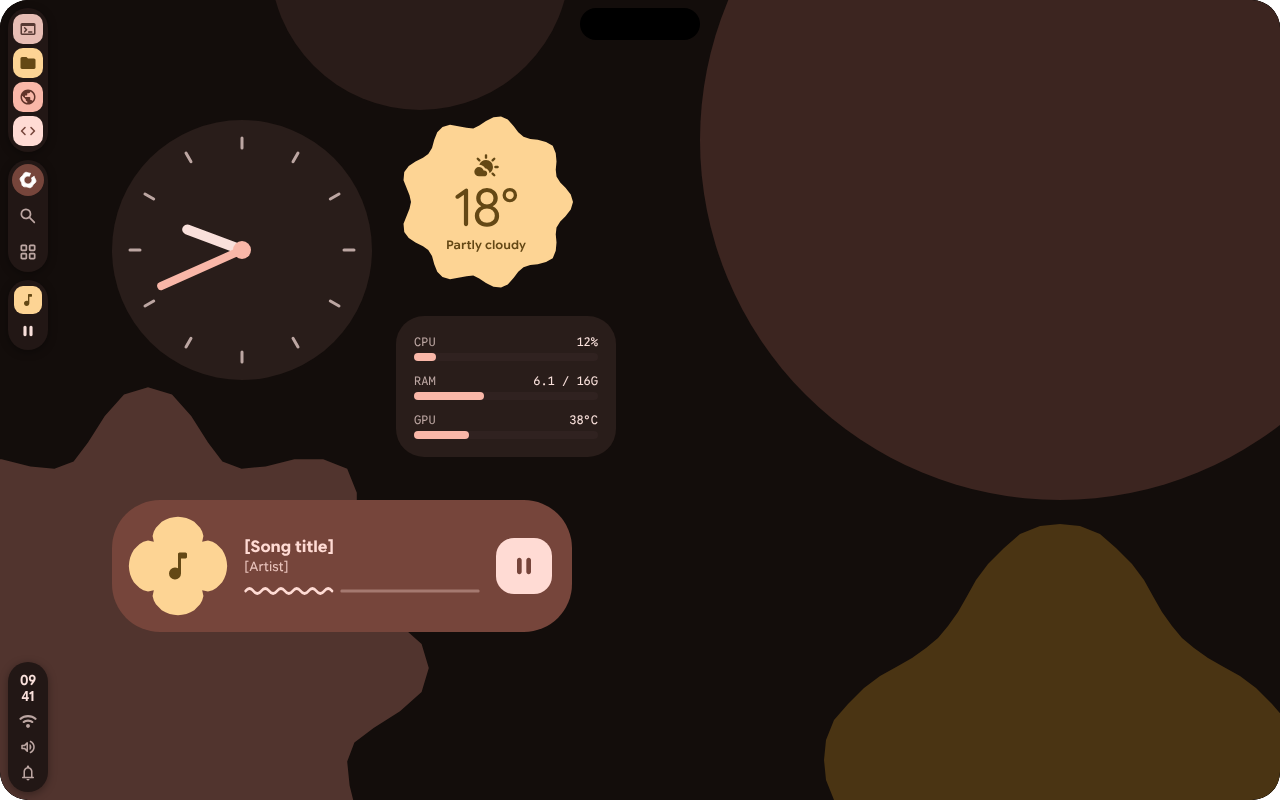 18°
Partly cloudy
CPU 12%
RAM 6.1 / 16G
GPU 38°C
[Song title]
[Artist]
09
41